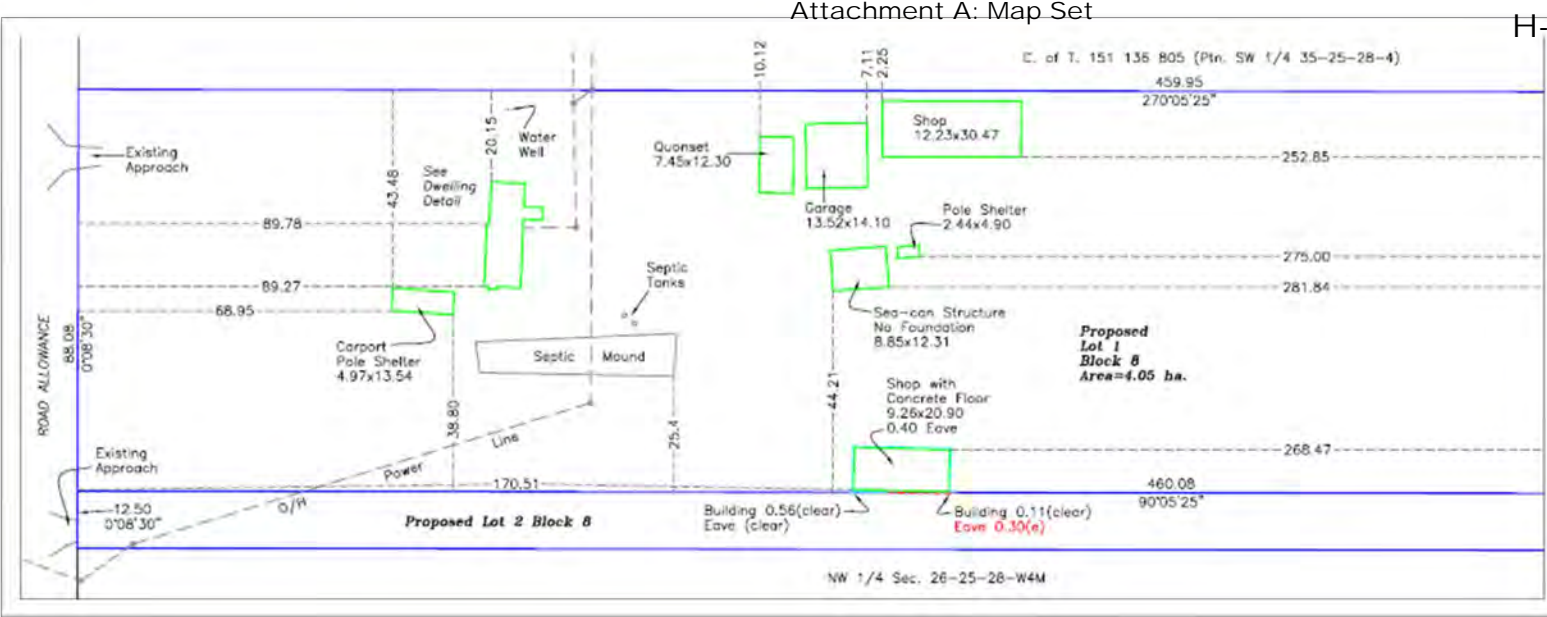 Attachment A: Map Set
H-
C. of T. 151 136 805 (Ptn. SW 1/4 35-25-28-4)
459.95
270°05'25"
10.12
7.11
2.25
Existing
Approach
43.48
20.15
Water
Well
See
Dwelling
Detail
Quonset
7.45x12.30
Garage
13.52x14.10
Shop
12.23x30.47
252.85
89.78
Pole Shelter
2.44x4.90
275.00
89.27
281.84
68.95
Septic
Tanks
Sea-can Structure
No Foundation
8.85x12.31
ROAD ALLOWANCE
88.08
0°08'30"
Carport
Pole Shelter
4.97x13.54
Septic Mound
Proposed
Lot 1
Block 8
Area=4.05 ha.
Shop with
Concrete Floor
9.26x20.90
0.40 Eave
44.21
38.80
25.4
268.47
Existing
Approach
O/H Power Line
170.51
460.08
90°05'25"
12.50
0°08'30"
Proposed Lot 2 Block 8
Building 0.56(clear)
Eave (clear)
Building 0.11(clear)
Eave 0.30(e)
NW 1/4 Sec. 26-25-28-W4M